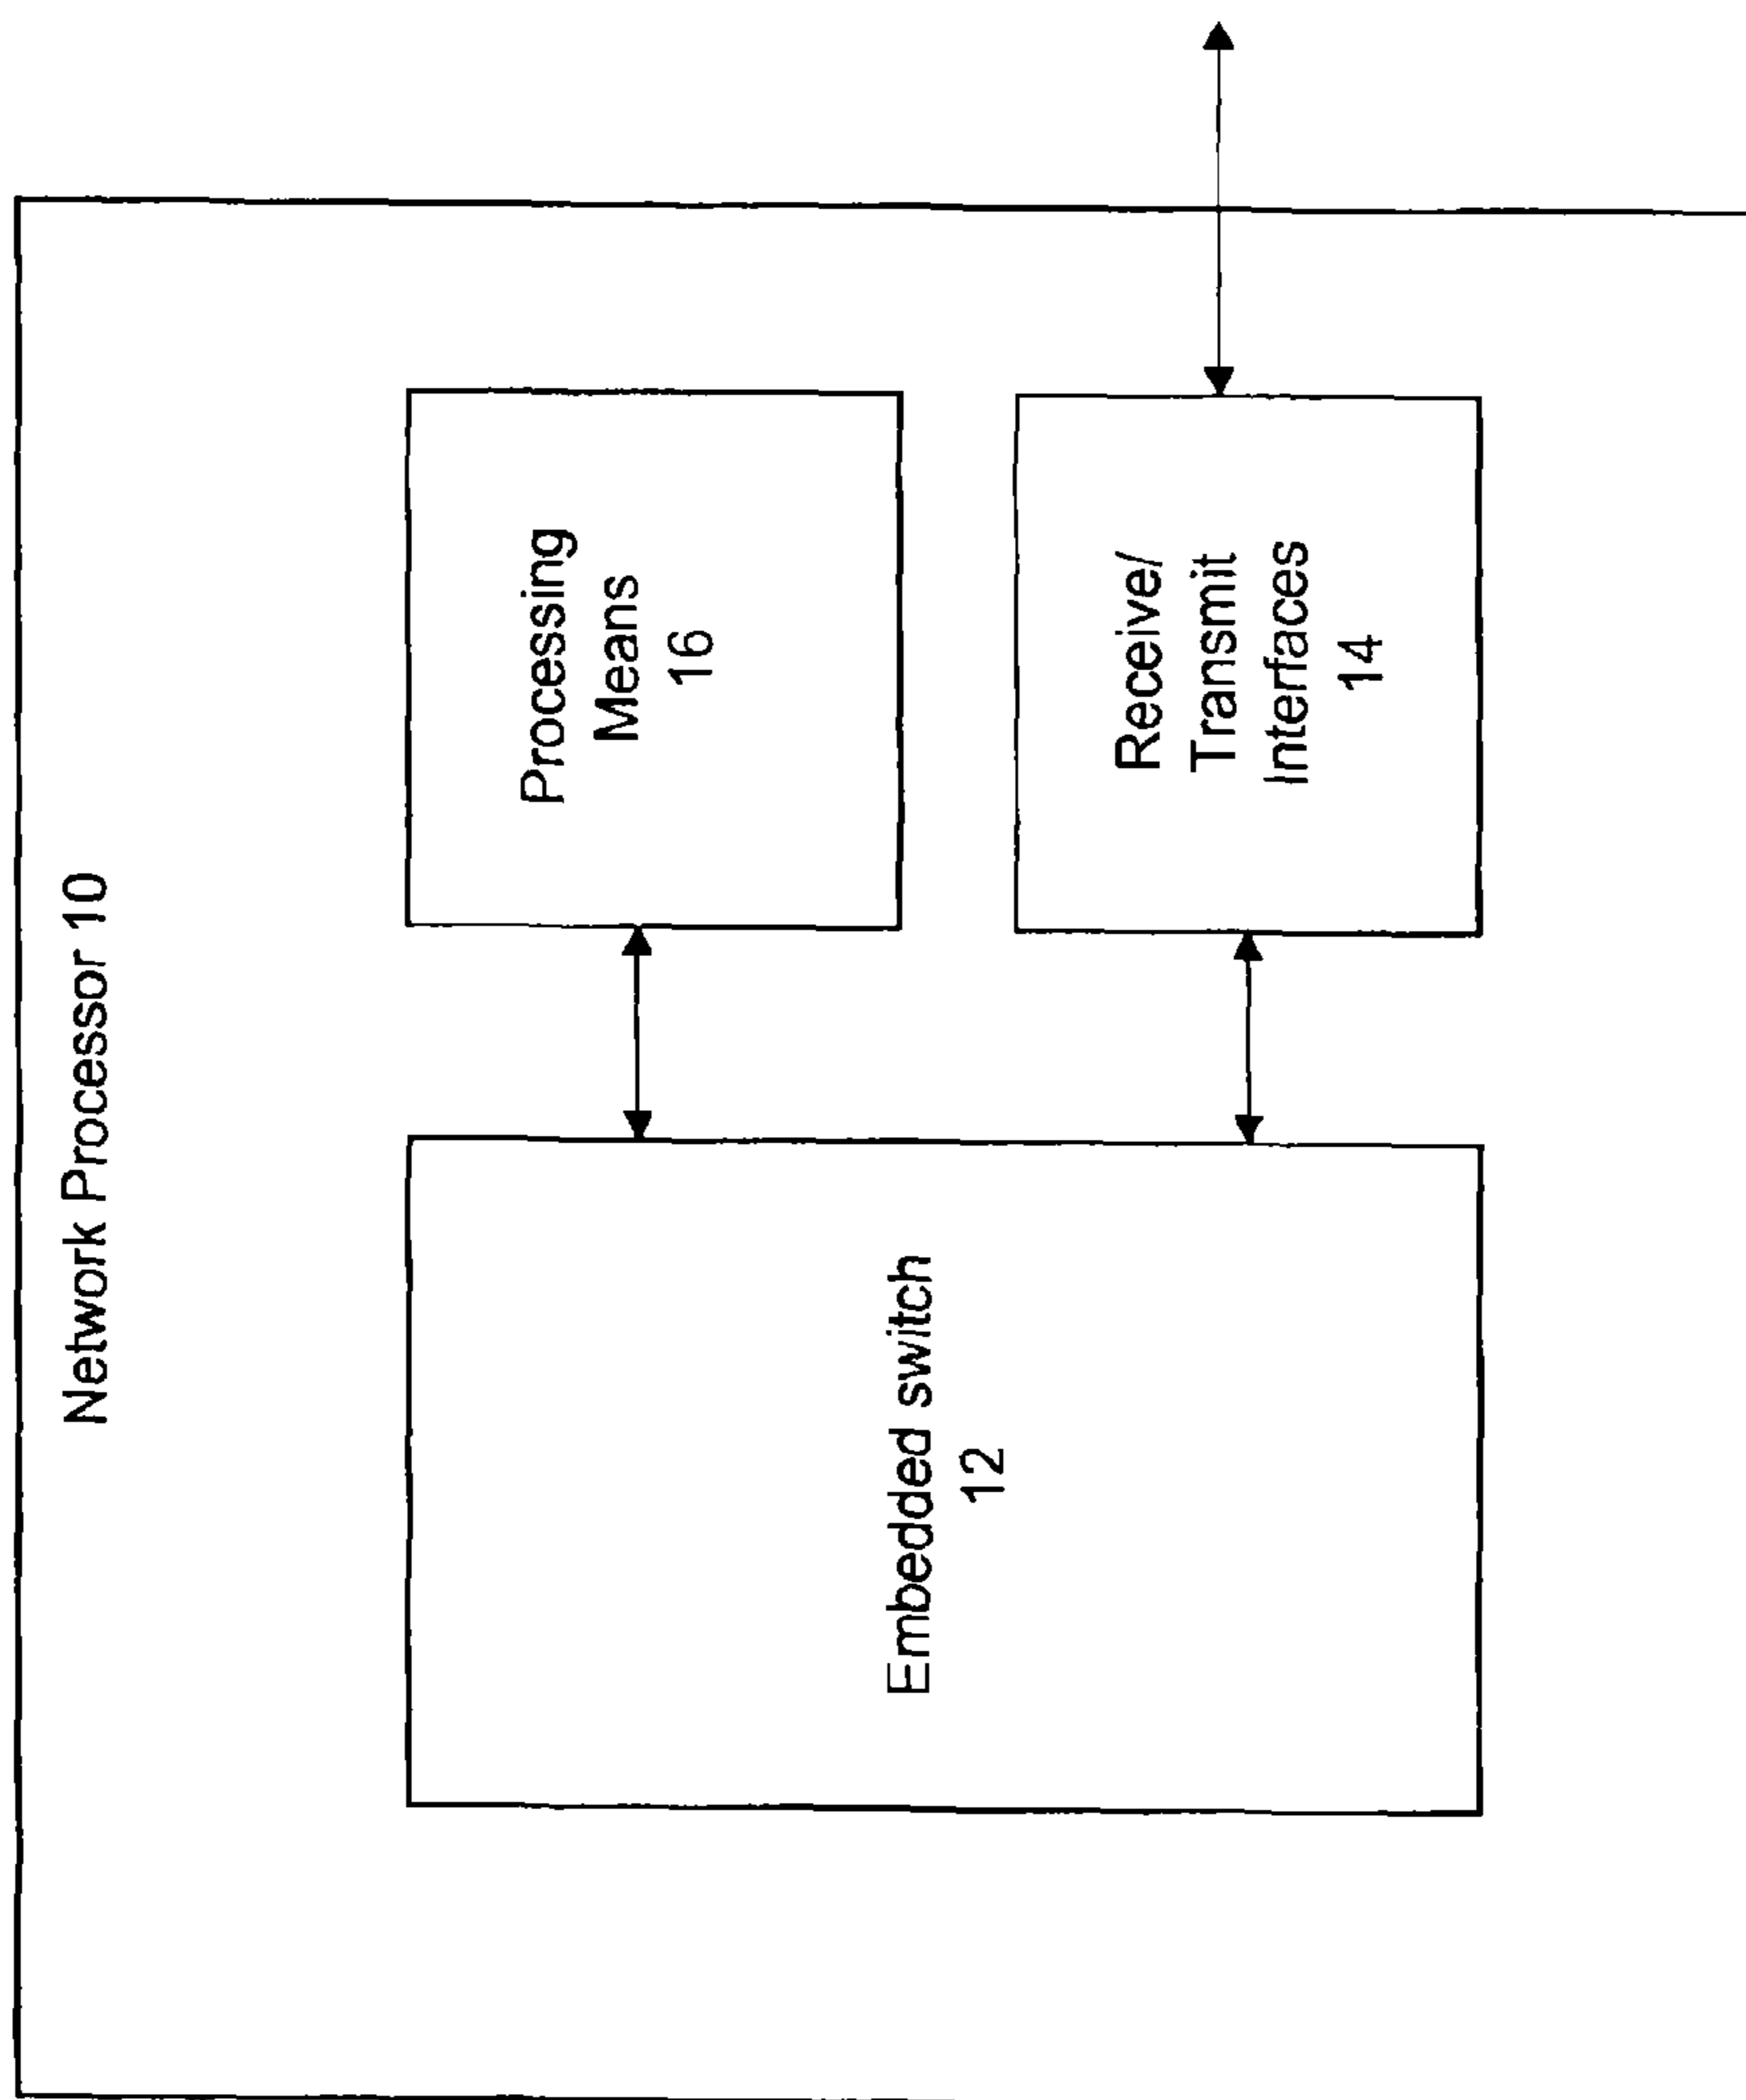 Network Processor 10
Embedded switch
12
Processing
Means
16
Receive/
Transmit
Interfaces
14